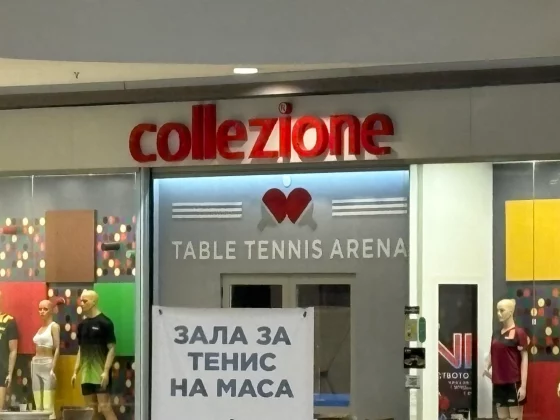 collezione
TABLE TENNIS ARENA
ЗАЛА ЗА
ТЕНИС
НА МАСА